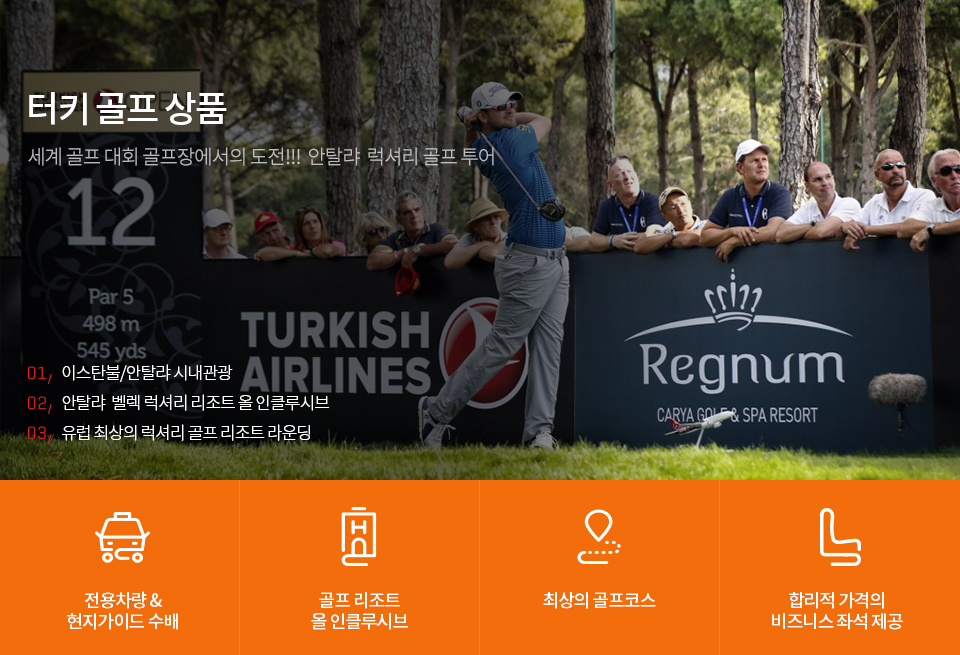 터키 골프 상품
세계 골프 대회 골프장에서의 도전!!! 안탈랴 럭셔리 골프 투어
12
Par 5
498 m
545 yds
TURKISH
AIRLINES
Regnum
CARYA GOLF & SPA RESORT
Titleist
01, 이스탄불/안탈랴 시내관광
02, 안탈랴 벨렉 럭셔리 리조트 올 인클루시브
03, 유럽 최상의 럭셔리 골프 리조트 라운딩
H
전용차량 &
현지가이드 수배
골프 리조트
올 인클루시브
최상의 골프코스
합리적 가격의
비즈니스 좌석 제공